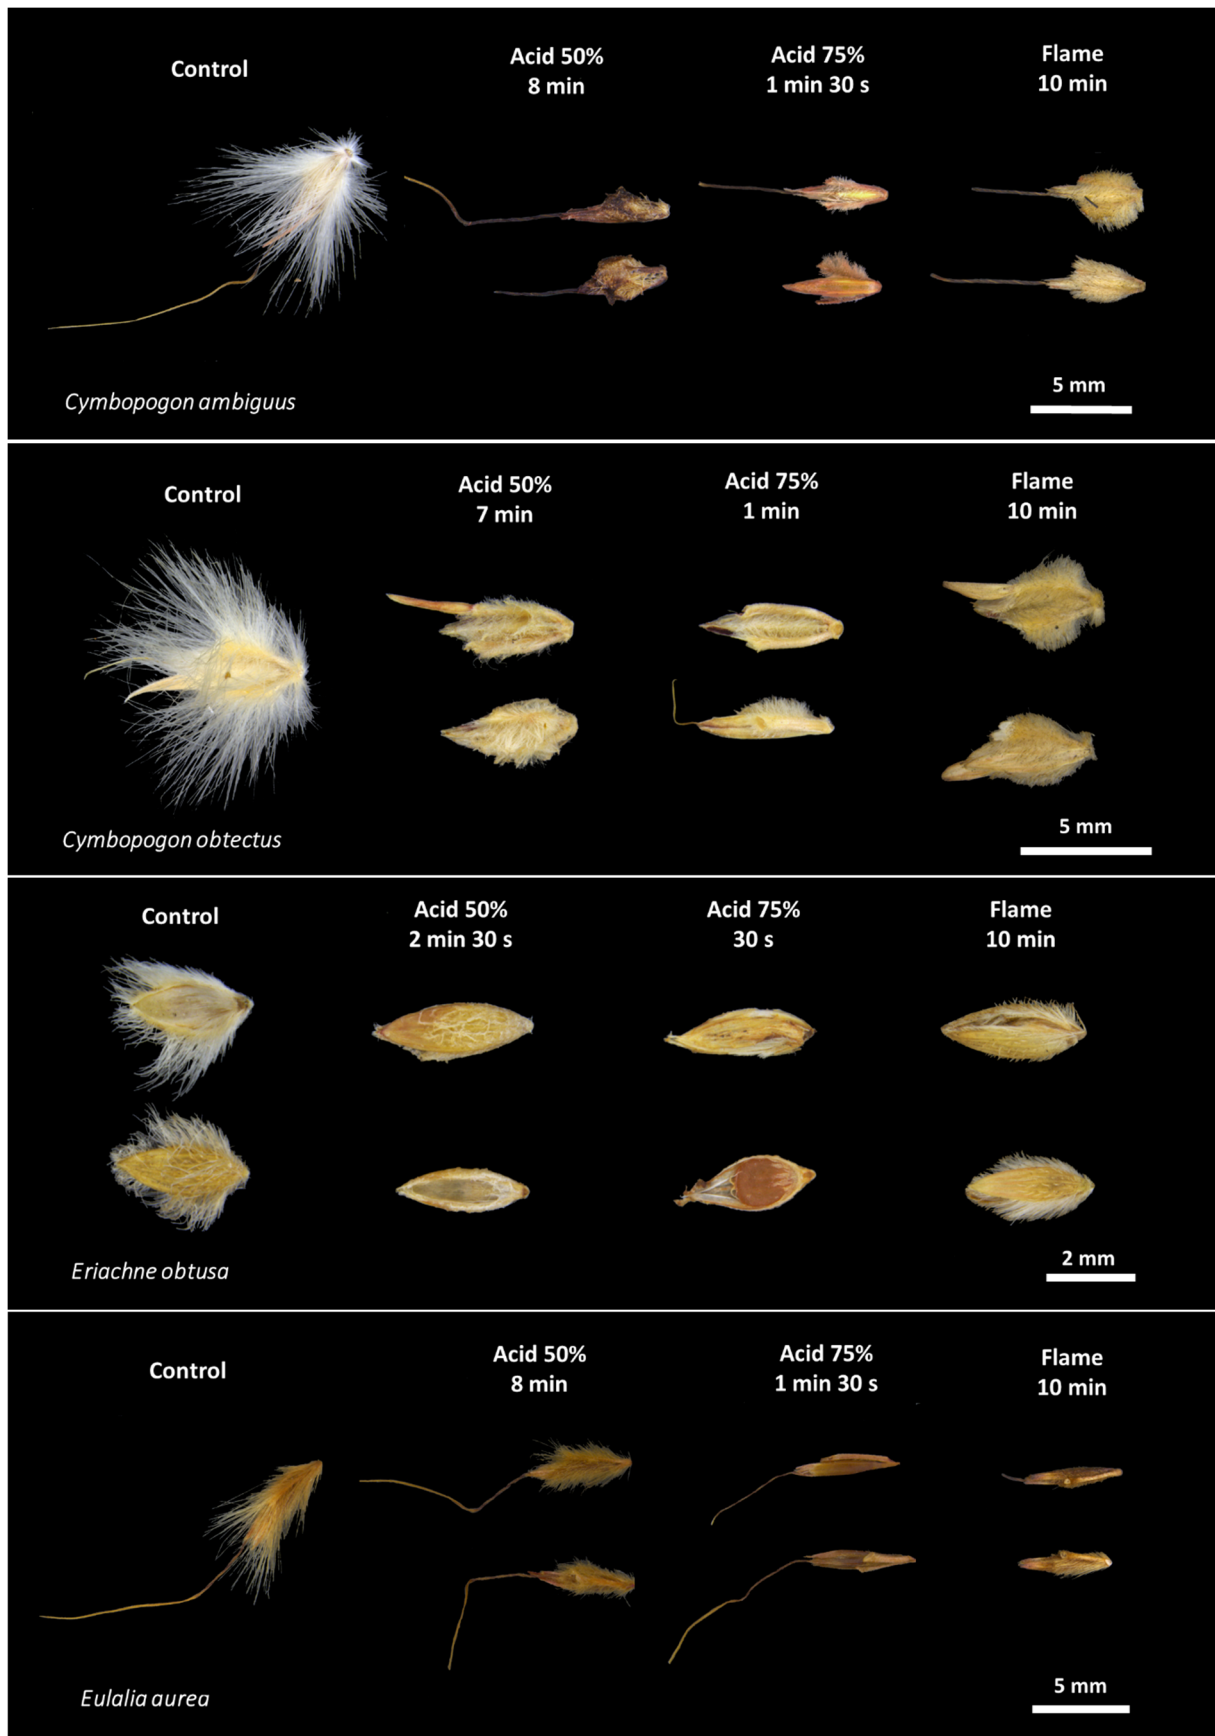 Control
Acid 50%
8 min
Acid 75%
1 min 30 s
Flame
10 min
Cymbopogon ambiguus
5 mm
Control
Acid 50%
7 min
Acid 75%
1 min
Flame
10 min
Cymbopogon obtectus
5 mm
Control
Acid 50%
2 min 30 s
Acid 75%
30 s
Flame
10 min
Eriachne obtusa
2 mm
Control
Acid 50%
8 min
Acid 75%
1 min 30 s
Flame
10 min
Eulalia aurea
5 mm